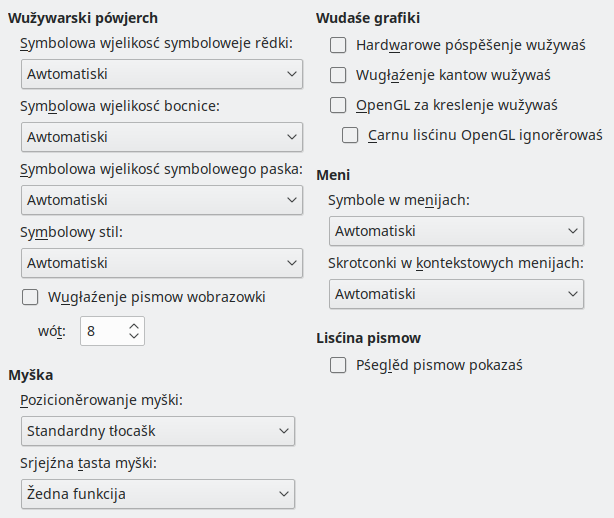 Wužywarski pówjerch
Symbolowa wjelikosć symboloweje rědki:
Awtomatiski
Symbolowa wjelikosć bocnice:
Awtomatiski
Symbolowa wjelikosć symbolowego paska:
Awtomatiski
Symbolowy stil:
Awtomatiski
Wugłaźenje pismow wobrazowki
wót: 8
Myška
Pozicioněrowanje myški:
Standardny tłocašk
Srjejźna tasta myški:
Žedna funkcija
Wudaśe grafiki
Hardwarowe póspěšenje wužywaś
Wugłaźenje kantow wužywaś
OpenGL za kreslenje wužywaś
Carnu lisćinu OpenGL ignorěrowaś
Meni
Symbole w menijach:
Awtomatiski
Skrotconki w kontekstowych menijach:
Awtomatiski
Lisćina pismow
Pśeglěd pismow pokazaś